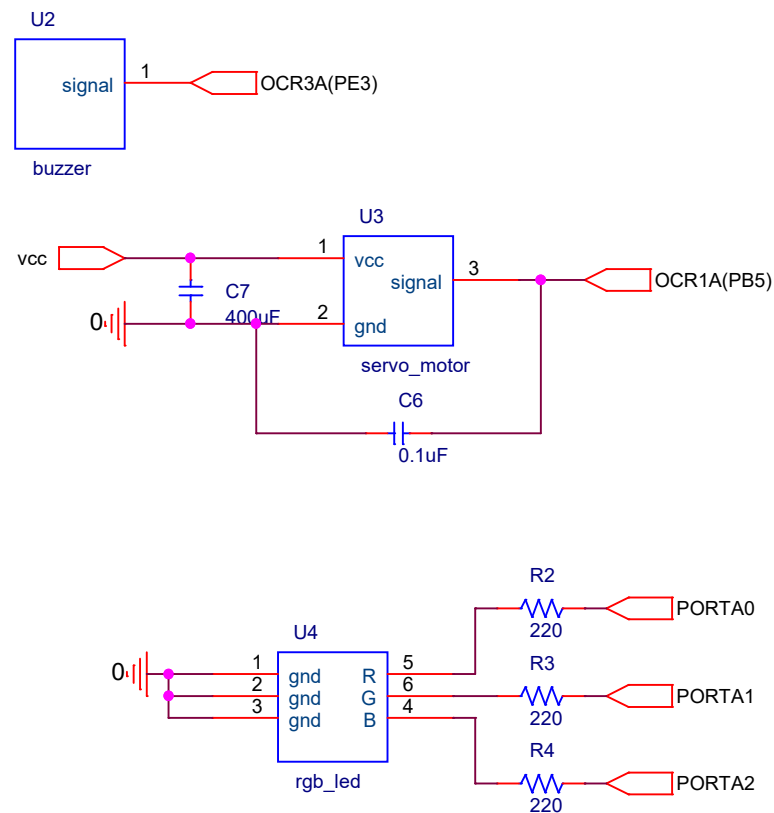 U2
signal
1
OCR3A(PE3)
buzzer
U3
vcc
1
vcc
signal
3
OCR1A(PB5)
C7
400uF
0
2
gnd
servo_motor
C6
0.1uF
R2
PORTA0
220
U4
0
1
gnd
R
5
R3
2
gnd
G
6
PORTA1
3
gnd
B
4
220
R4
rgb_led
PORTA2
220